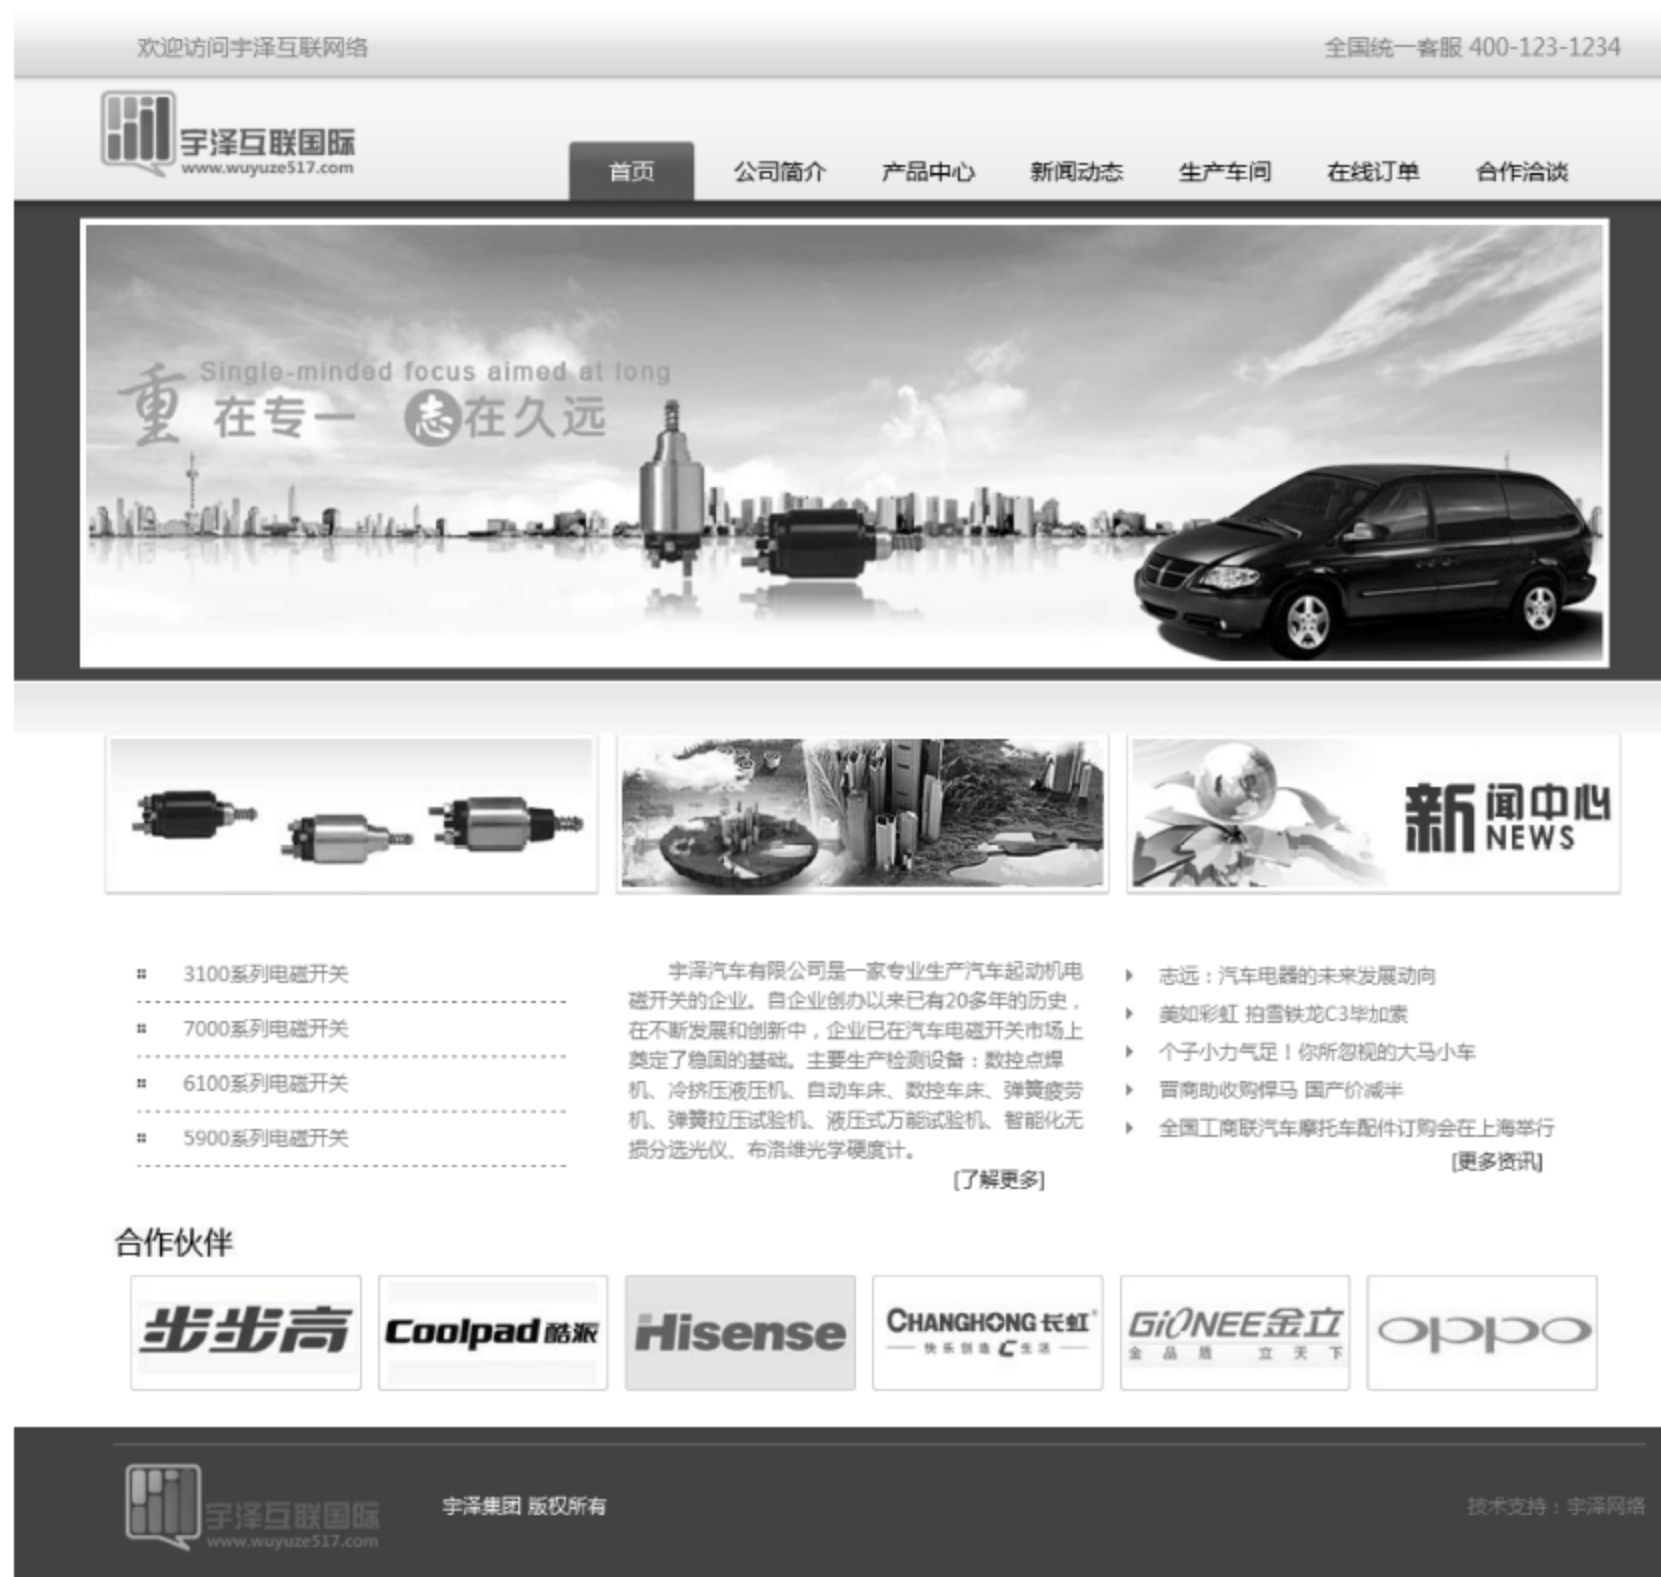 欢迎访问宇泽互联网络
全国统一客服 400-123-1234
宇泽互联国际
www.wuyuze517.com
首页 公司简介 产品中心 新闻动态 生产车间 在线订单 合作洽谈
Single-minded focus aimed at long
重在专一 志在久远
新闻中心
NEWS
3100系列电磁开关
7000系列电磁开关
6100系列电磁开关
5900系列电磁开关
宇泽汽车有限公司是一家专业生产汽车起动机电
磁开关的企业。自企业创办以来已有20多年的历史，
在不断发展和创新中，企业已在汽车电磁开关市场上
奠定了稳固的基础。主要生产检测设备：数控点焊
机、冷挤压液压机、自动车床、数控车床、弹簧疲劳
机、弹簧拉压试验机、液压式万能试验机、智能化无
损分选光仪、布洛维光学硬度计。
[了解更多]
志远：汽车电器的未来发展动向
美如彩虹 拍雪铁龙C3毕加索
个子小力气足！你所忽视的大马小车
晋商助收购悍马 国产价减半
全国工商联汽车摩托车配件订购会在上海举行
[更多资讯]
合作伙伴
步步高
Coolpad 酷派
Hisense
CHANGHONG 长虹
快乐创造 C 生活
GiONEE 金立
金品质 立天下
oppo
宇泽互联国际
www.wuyuze517.com
宇泽集团 版权所有
技术支持：宇泽网络